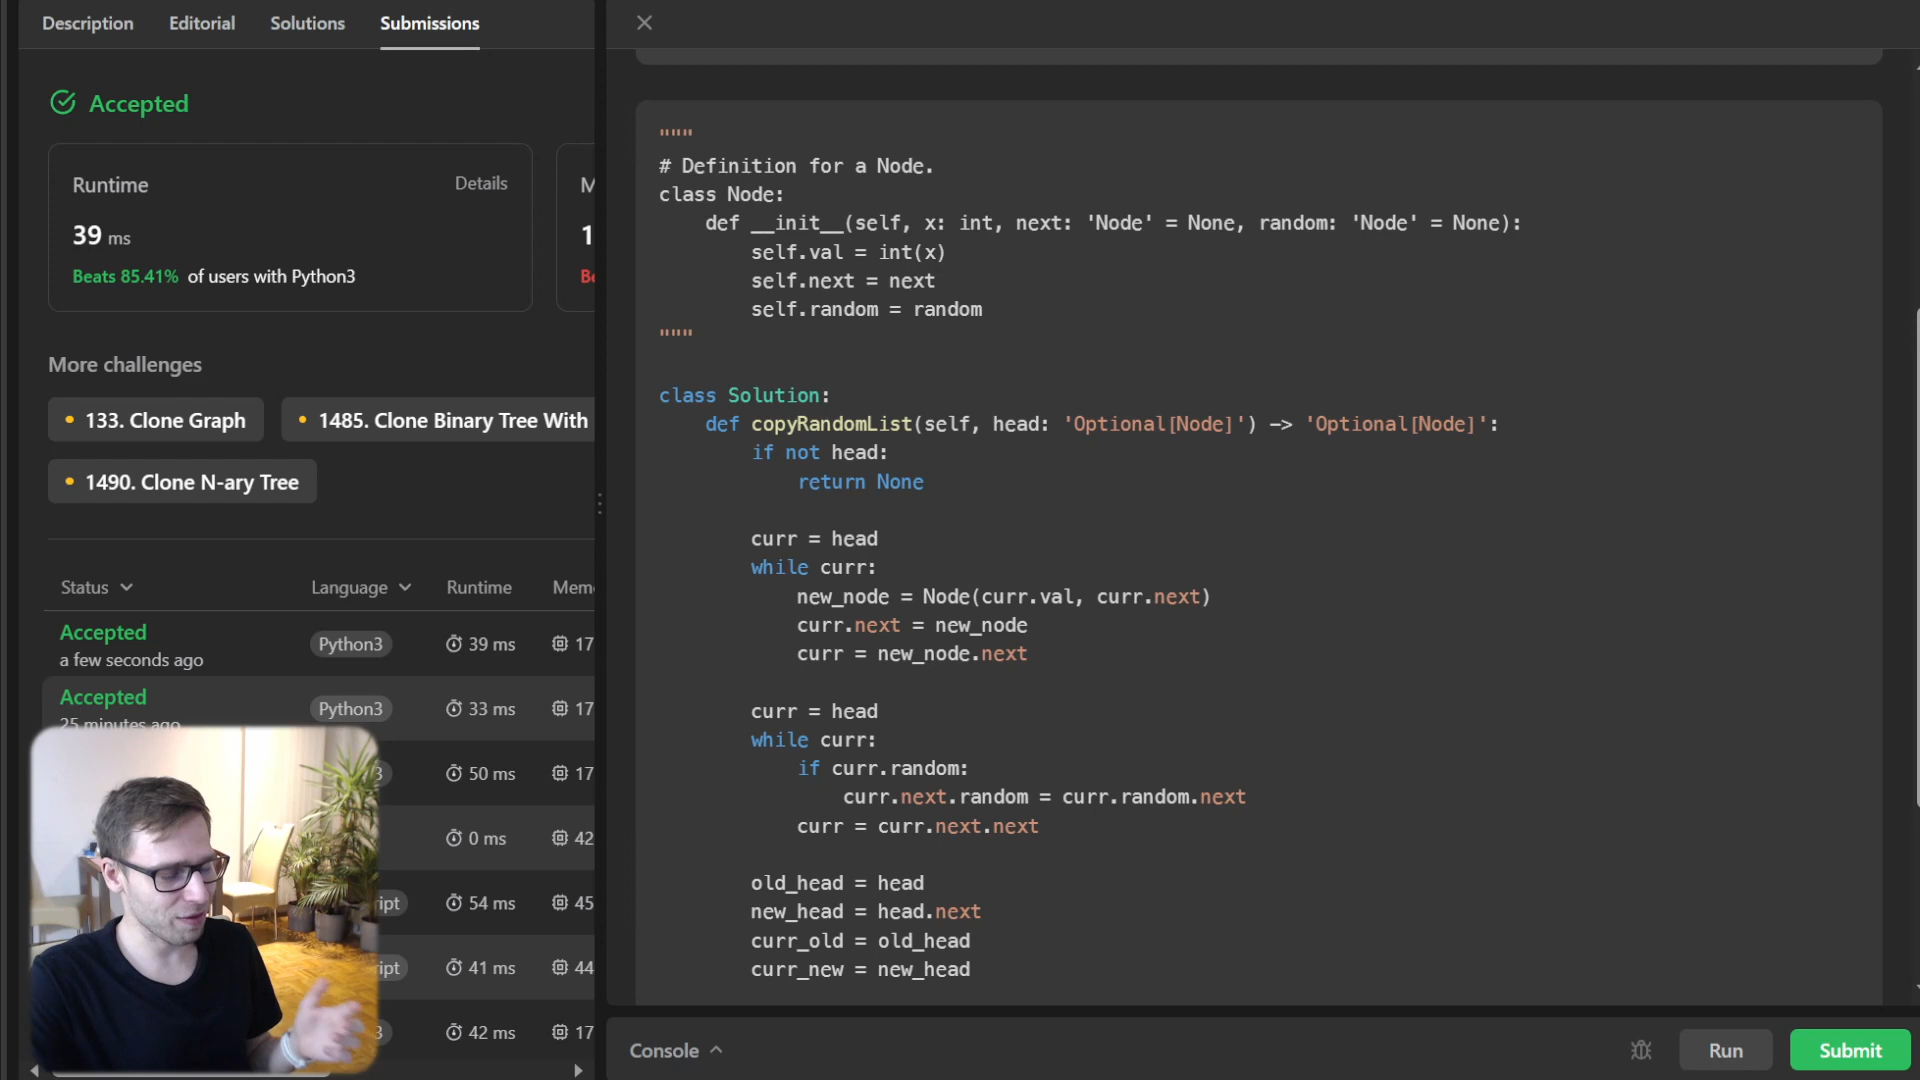 Description Editorial Solutions Submissions
Accepted
Runtime Details
39 ms
Beats 85.41% of users with Python3
More challenges
133. Clone Graph 1485. Clone Binary Tree With
1490. Clone N-ary Tree
Status Language Runtime
Accepted
a few seconds ago
Python3 39 ms 17
Accepted
25 minutes ago
Python3 33 ms 17
3 50 ms 17
0 ms 42
ipt 54 ms 45
ipt 41 ms 44
3 42 ms 17
"""
# Definition for a Node.
class Node:
    def __init__(self, x: int, next: 'Node' = None, random: 'Node' = None):
        self.val = int(x)
        self.next = next
        self.random = random
"""
class Solution:
    def copyRandomList(self, head: 'Optional[Node]') -> 'Optional[Node]':
        if not head:
            return None
        curr = head
        while curr:
            new_node = Node(curr.val, curr.next)
            curr.next = new_node
            curr = new_node.next
        curr = head
        while curr:
            if curr.random:
                curr.next.random = curr.random.next
            curr = curr.next.next
        old_head = head
        new_head = head.next
        curr_old = old_head
        curr_new = new_head
Console Run Submit